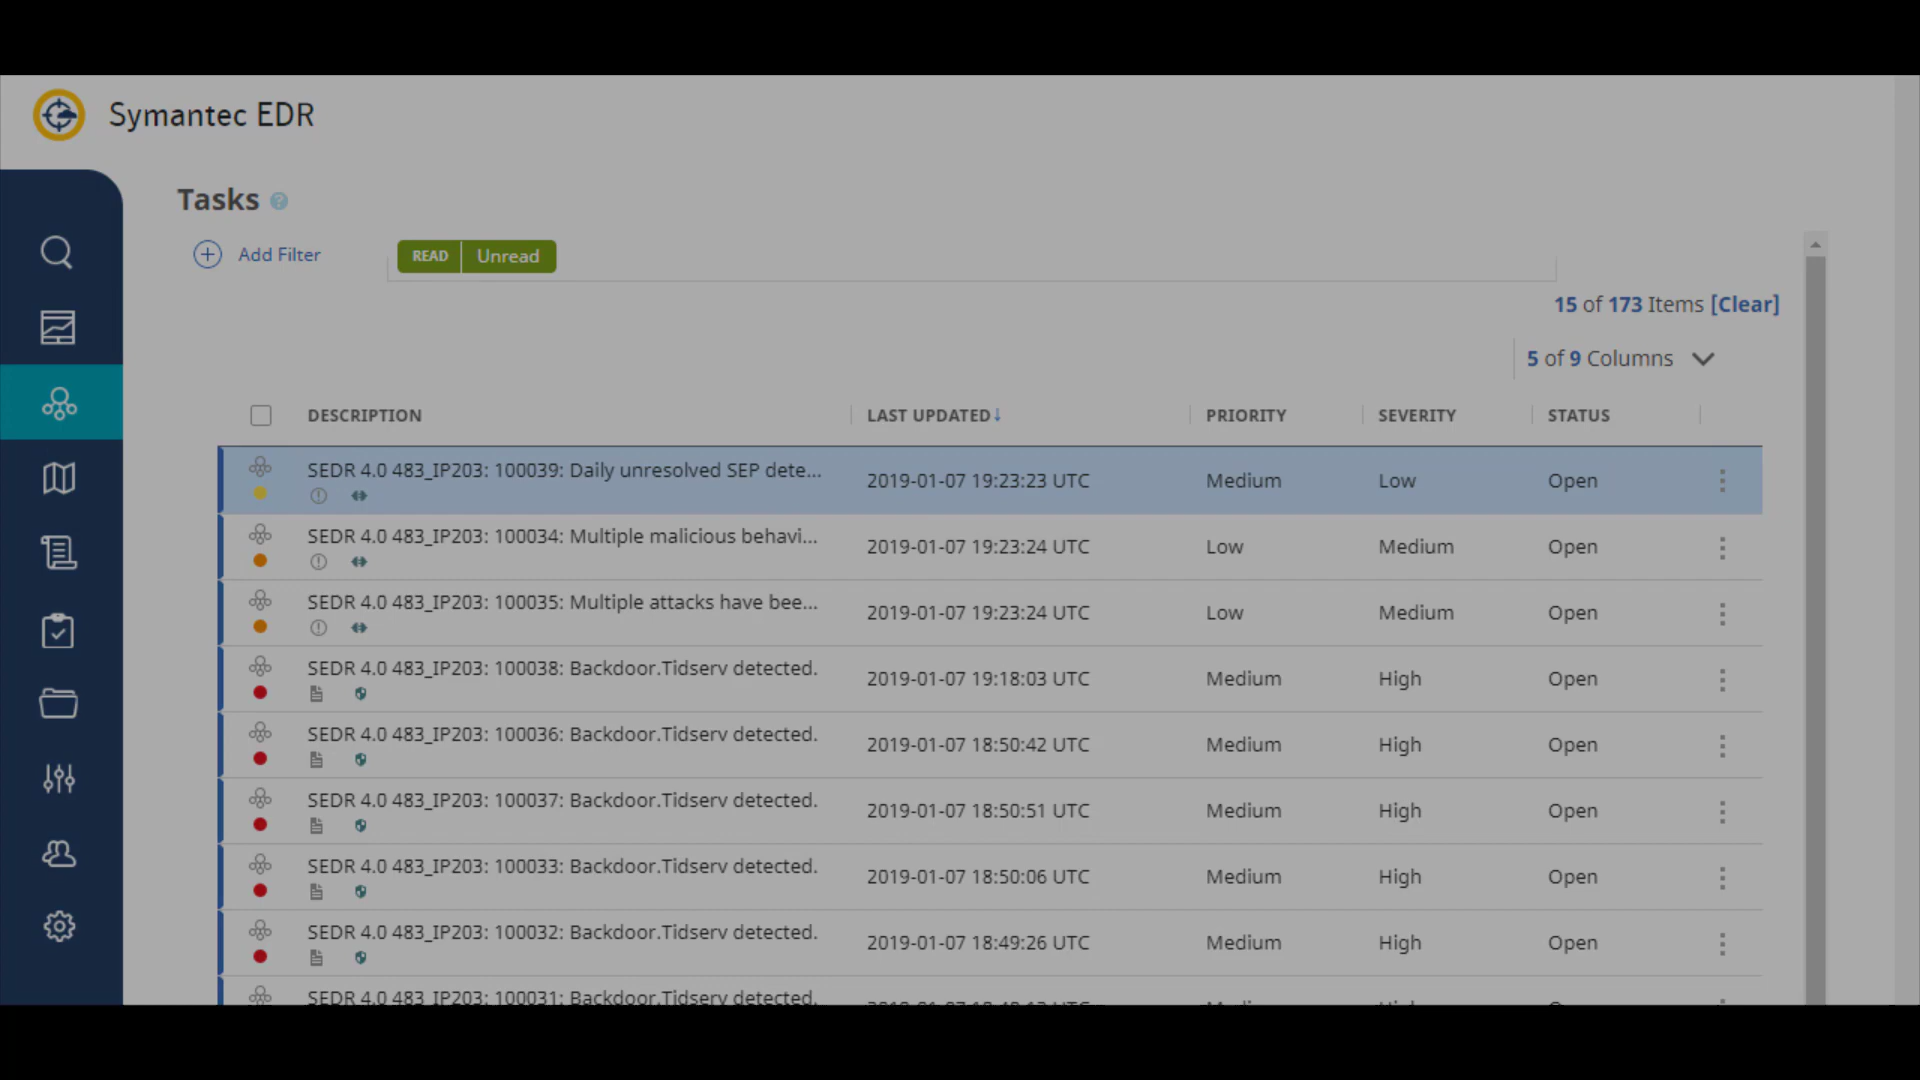 Symantec EDR
Tasks ?
Add Filter
READ Unread
15 of 173 Items [Clear]
5 of 9 Columns
DESCRIPTION LAST UPDATED↓ PRIORITY SEVERITY STATUS
SEDR 4.0 483_IP203: 100039: Daily unresolved SEP dete... 2019-01-07 19:23:23 UTC Medium Low Open
SEDR 4.0 483_IP203: 100034: Multiple malicious behavi... 2019-01-07 19:23:24 UTC Low Medium Open
SEDR 4.0 483_IP203: 100035: Multiple attacks have bee... 2019-01-07 19:23:24 UTC Low Medium Open
SEDR 4.0 483_IP203: 100038: Backdoor.Tidserv detected. 2019-01-07 19:18:03 UTC Medium High Open
SEDR 4.0 483_IP203: 100036: Backdoor.Tidserv detected. 2019-01-07 18:50:42 UTC Medium High Open
SEDR 4.0 483_IP203: 100037: Backdoor.Tidserv detected. 2019-01-07 18:50:51 UTC Medium High Open
SEDR 4.0 483_IP203: 100033: Backdoor.Tidserv detected. 2019-01-07 18:50:06 UTC Medium High Open
SEDR 4.0 483_IP203: 100032: Backdoor.Tidserv detected. 2019-01-07 18:49:26 UTC Medium High Open
SEDR 4.0 483_IP203: 100031: Backdoor.Tidserv detected.